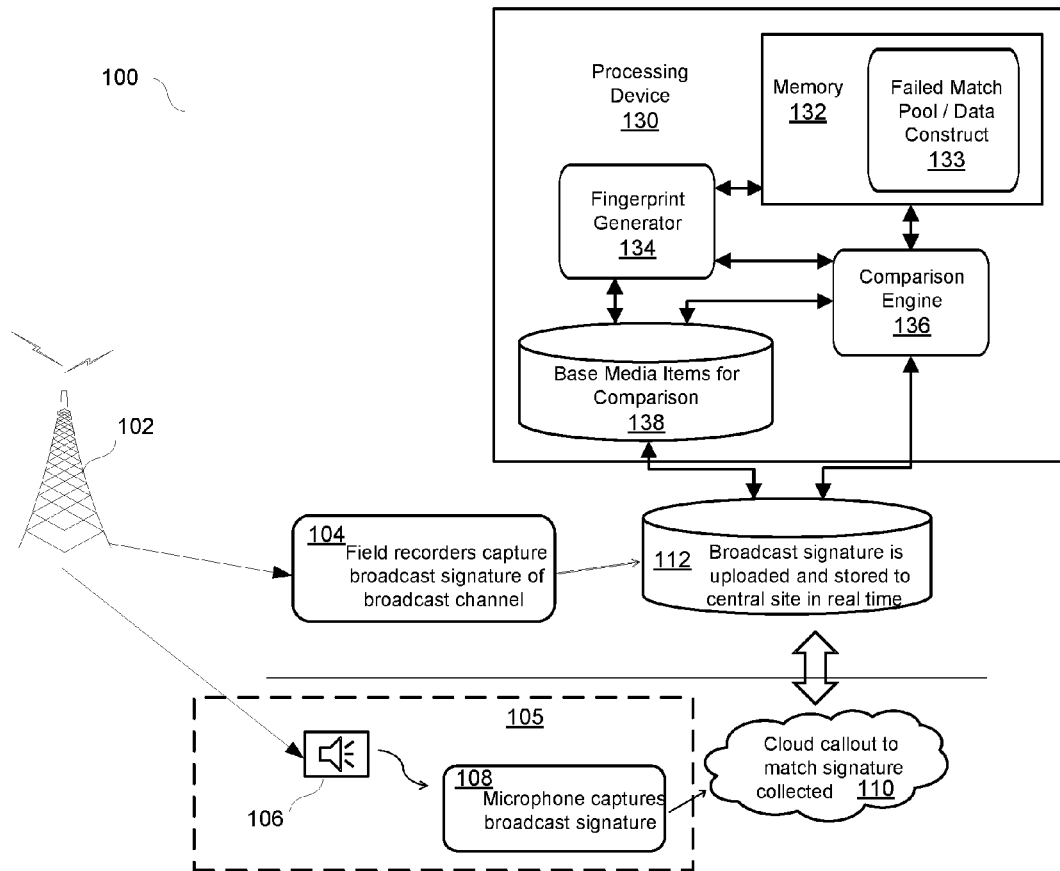 100
Processing
Device
130
Memory
132
Failed Match
Pool / Data
Construct
133
Fingerprint
Generator
134
Comparison
Engine
136
Base Media Items for
Comparison
138
102
104
Field recorders capture
broadcast signature of
broadcast channel
112
Broadcast signature is
uploaded and stored to
central site in real time
105
106
108
Microphone captures
broadcast signature
Cloud callout to
match signature
collected 110